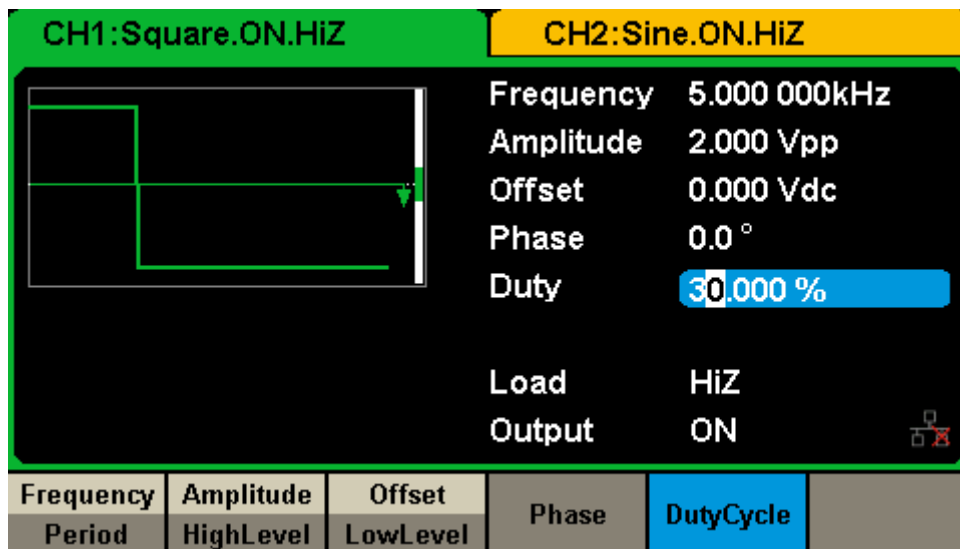 CH1:Square.ON.HiZ CH2:Sine.ON.HiZ
Frequency 5.000 000kHz
Amplitude 2.000 Vpp
Offset 0.000 Vdc
Phase 0.0 °
Duty 30.000 %
Load HiZ
Output ON
Frequency Amplitude Offset Phase DutyCycle
Period HighLevel LowLevel